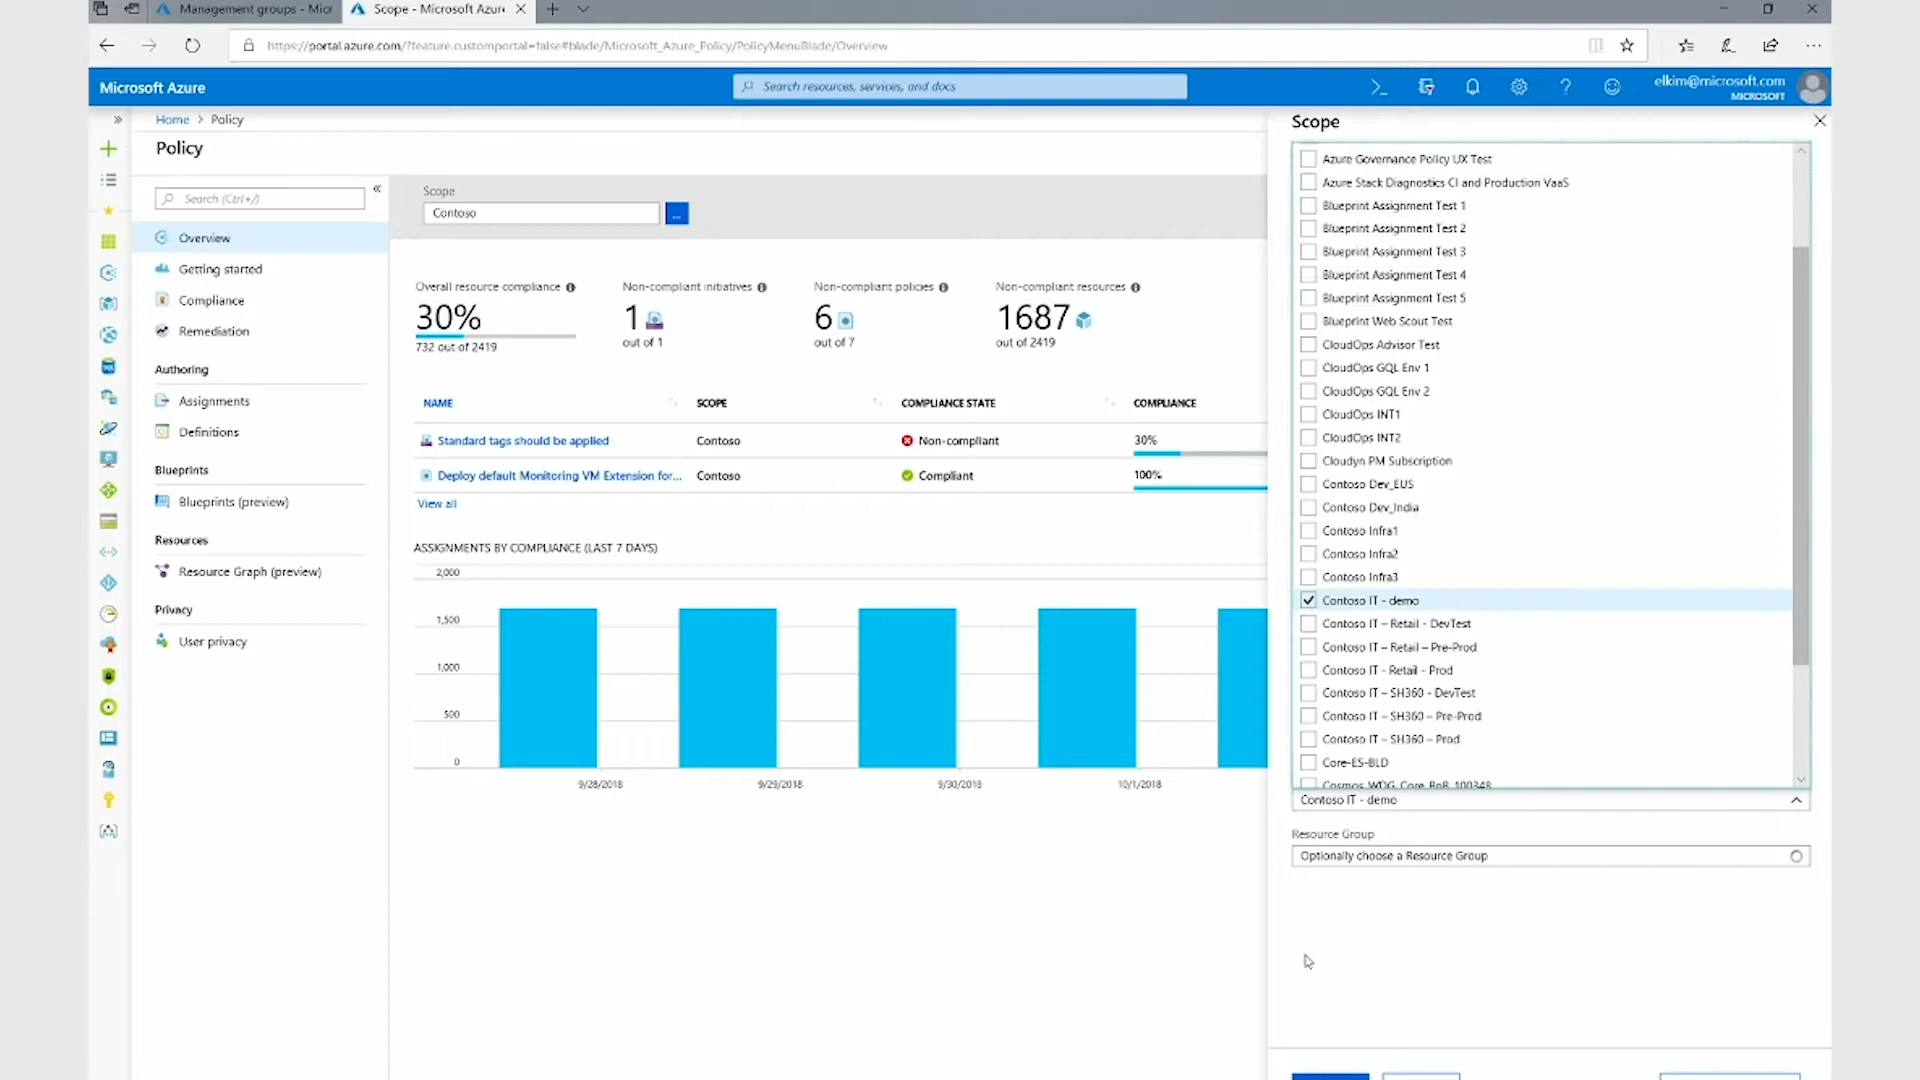 Management groups - Micr
Scope - Microsoft Azur
https://portal.azure.com/?feature.customportal=false#blade/Microsoft_Azure_Policy/PolicyMenuBlade/Overview
Microsoft Azure
Search resources, services, and docs
elkim@microsoft.com
MICROSOFT
Home > Policy
Policy
Search (Ctrl+/)
Overview
Getting started
Compliance
Remediation
Authoring
Assignments
Definitions
Blueprints
Blueprints (preview)
Resources
Resource Graph (preview)
Privacy
User privacy
Scope
Contoso
...
Overall resource compliance
30%
732 out of 2419
Non-compliant initiatives
1
out of 1
Non-compliant policies
6
out of 7
Non-compliant resources
1687
out of 2419
NAME SCOPE COMPLIANCE STATE COMPLIANCE
Standard tags should be applied Contoso Non-compliant 30%
Deploy default Monitoring VM Extension for... Contoso Compliant 100%
View all
ASSIGNMENTS BY COMPLIANCE (LAST 7 DAYS)
2,000
1,500
1,000
500
0
9/28/2018 9/29/2018 9/30/2018 10/1/2018
Scope
Azure Governance Policy UX Test
Azure Stack Diagnostics CI and Production VaaS
Blueprint Assignment Test 1
Blueprint Assignment Test 2
Blueprint Assignment Test 3
Blueprint Assignment Test 4
Blueprint Assignment Test 5
Blueprint Web Scout Test
CloudOps Advisor Test
CloudOps GQL Env 1
CloudOps GQL Env 2
CloudOps INT1
CloudOps INT2
Cloudyn PM Subscription
Contoso Dev_EUS
Contoso Dev_India
Contoso Infra1
Contoso Infra2
Contoso Infra3
Contoso IT - demo
Contoso IT – Retail - DevTest
Contoso IT – Retail – Pre-Prod
Contoso IT - Retail - Prod
Contoso IT – SH360 - DevTest
Contoso IT – SH360 – Pre-Prod
Contoso IT – SH360 – Prod
Core-ES-BLD
Cosmos_WDG_Core_BnB_100348
Contoso IT - demo
Resource Group
Optionally choose a Resource Group